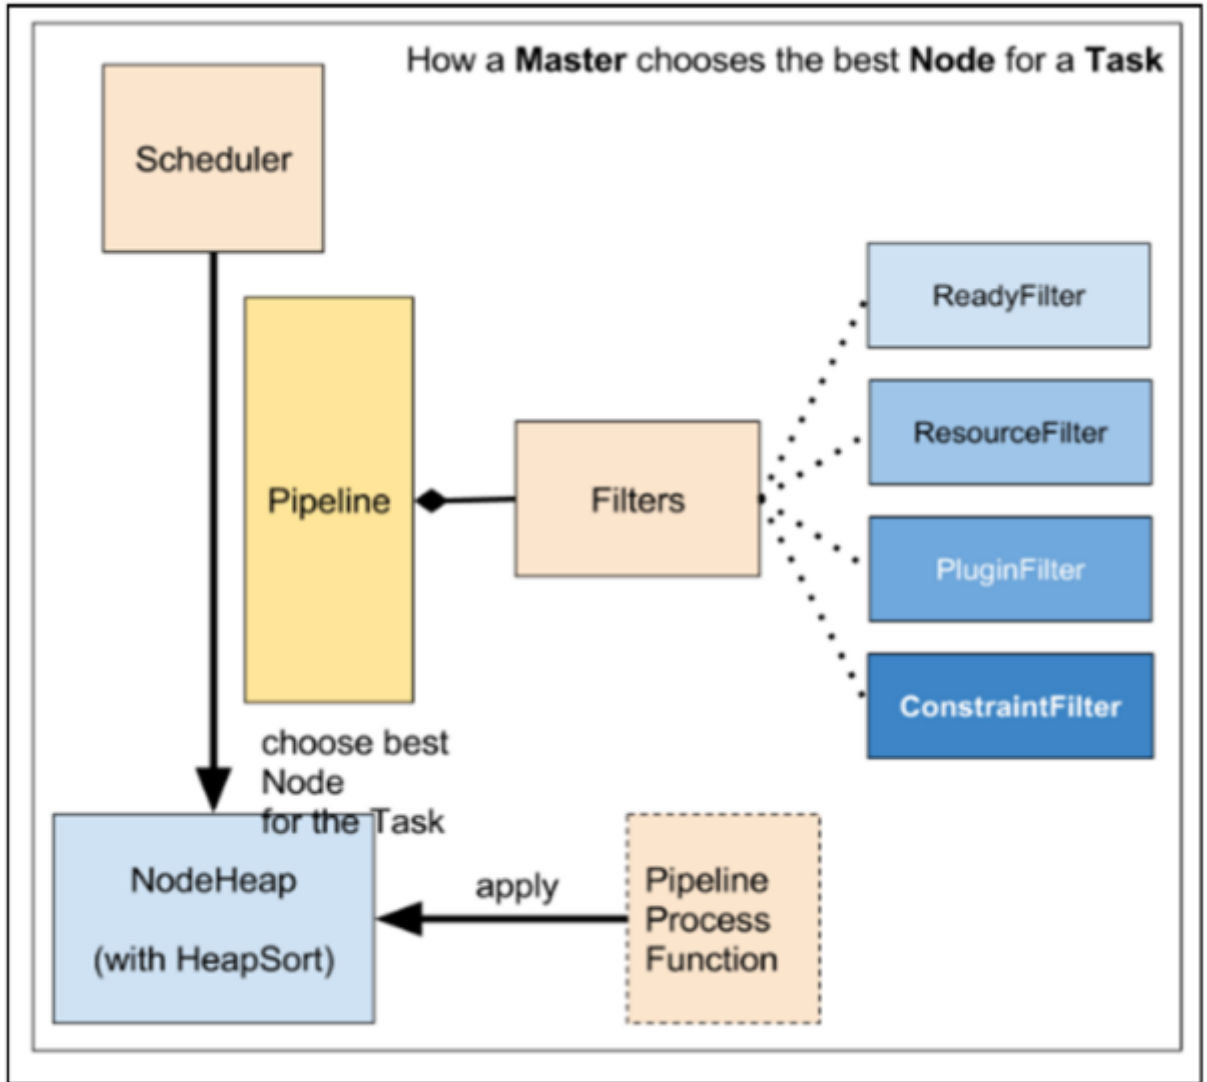 How a Master chooses the best Node for a Task
Scheduler
ReadyFilter
ResourceFilter
Pipeline
Filters
PluginFilter
ConstraintFilter
choose best
Node
for the Task
NodeHeap
(with HeapSort)
apply
Pipeline
Process
Function